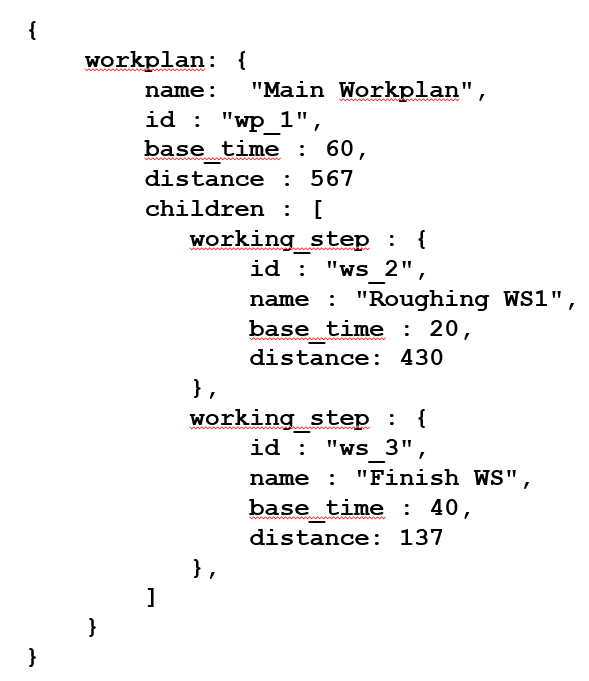 {
workplan: {
name:  "Main Workplan",
id : "wp_1",
base_time : 60,
distance : 567
children : [
working_step : {
id : "ws_2",
name : "Roughing WS1",
base_time : 20,
distance: 430
},
working_step : {
id : "ws_3",
name : "Finish WS",
base_time : 40,
distance: 137
},
]
}
}